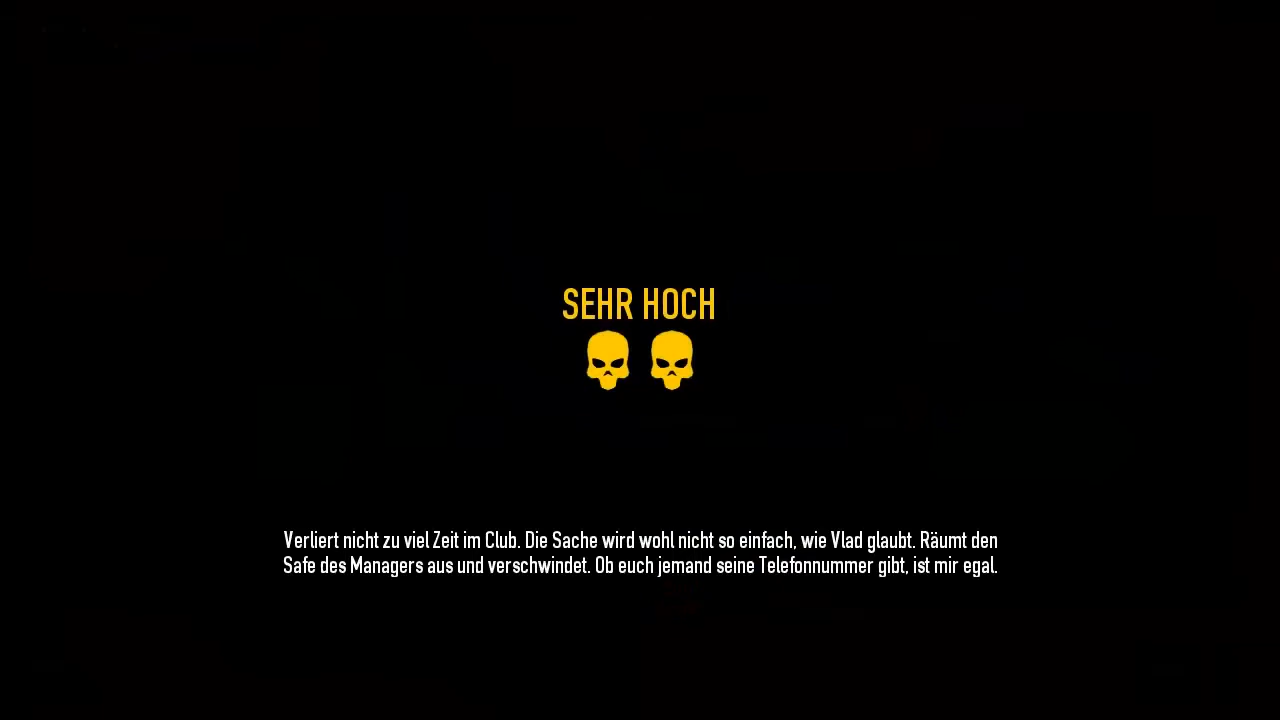 SEHR HOCH
Verliert nicht zu viel Zeit im Club. Die Sache wird wohl nicht so einfach, wie Vlad glaubt. Räumt den
Safe des Managers aus und verschwindet. Ob euch jemand seine Telefonnummer gibt, ist mir egal.